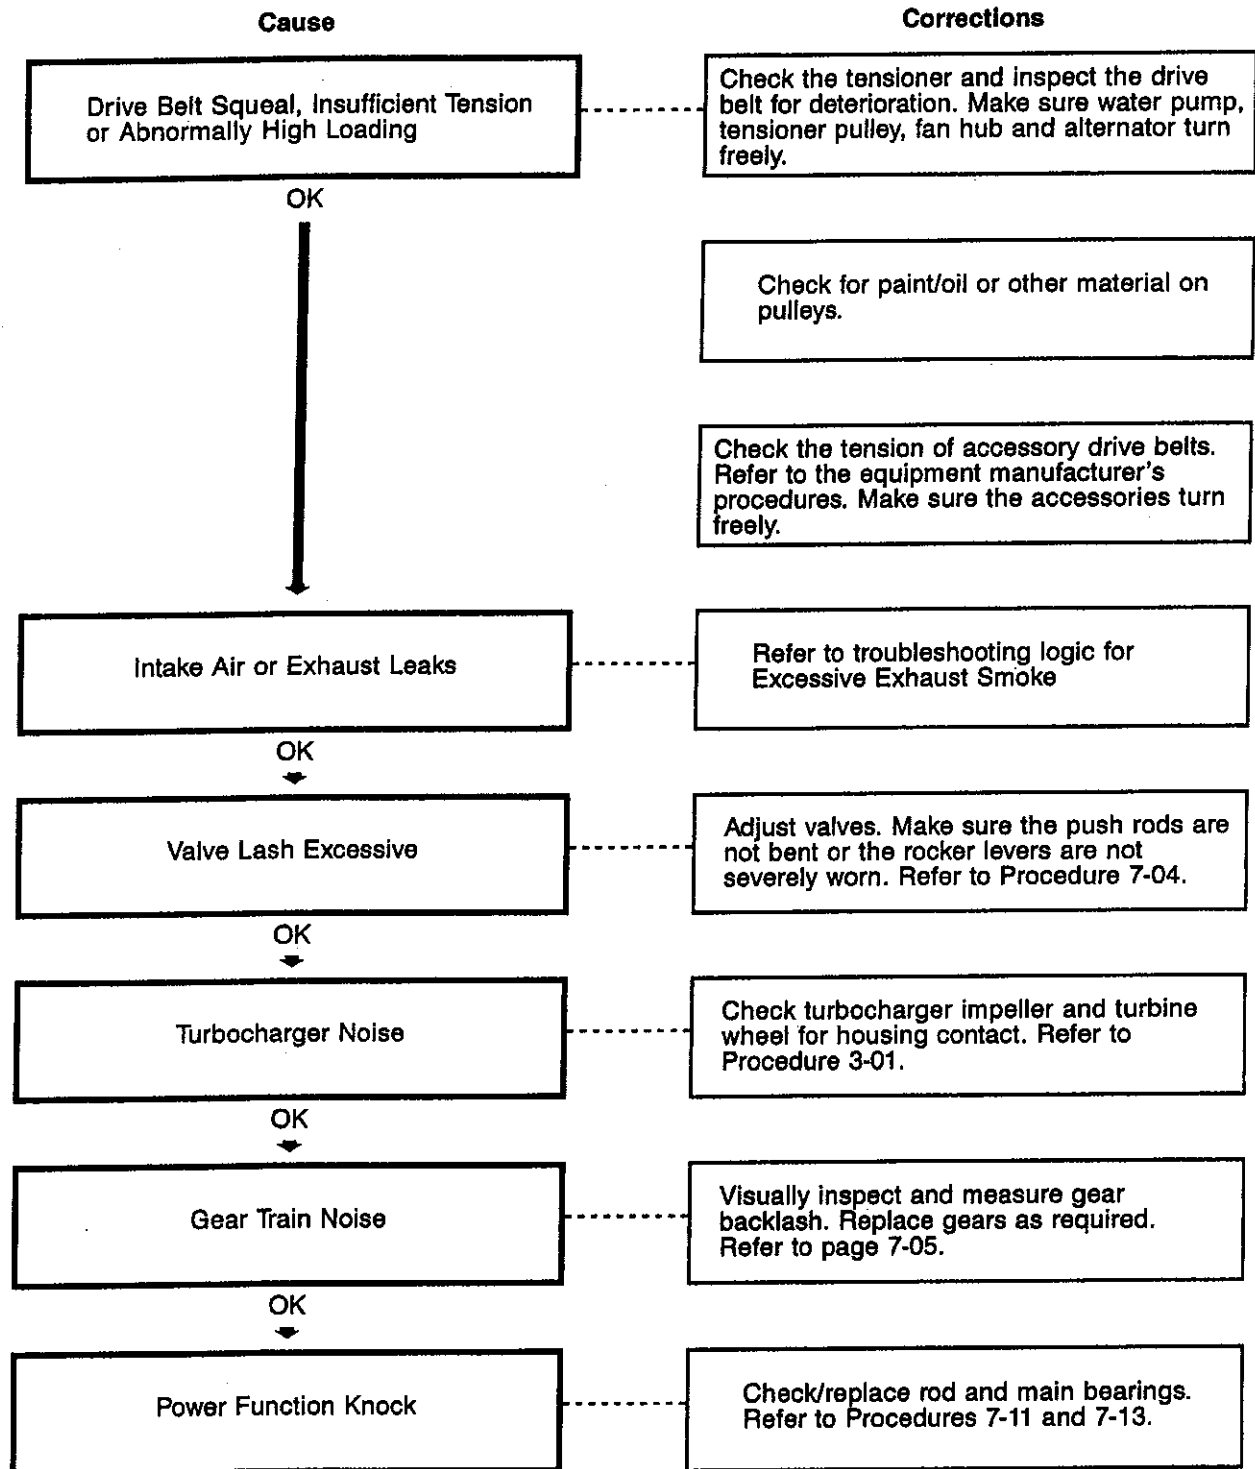 Cause
Corrections
Drive Belt Squeal, Insufficient Tension
or Abnormally High Loading
Check the tensioner and inspect the drive
belt for deterioration. Make sure water pump,
tensioner pulley, fan hub and alternator turn
freely.
OK
Check for paint/oil or other material on
pulleys.
Check the tension of accessory drive belts.
Refer to the equipment manufacturer's
procedures. Make sure the accessories turn
freely.
Intake Air or Exhaust Leaks
Refer to troubleshooting logic for
Excessive Exhaust Smoke
OK
Valve Lash Excessive
Adjust valves. Make sure the push rods are
not bent or the rocker levers are not
severely worn. Refer to Procedure 7-04.
OK
Turbocharger Noise
Check turbocharger impeller and turbine
wheel for housing contact. Refer to
Procedure 3-01.
OK
Gear Train Noise
Visually inspect and measure gear
backlash. Replace gears as required.
Refer to page 7-05.
OK
Power Function Knock
Check/replace rod and main bearings.
Refer to Procedures 7-11 and 7-13.